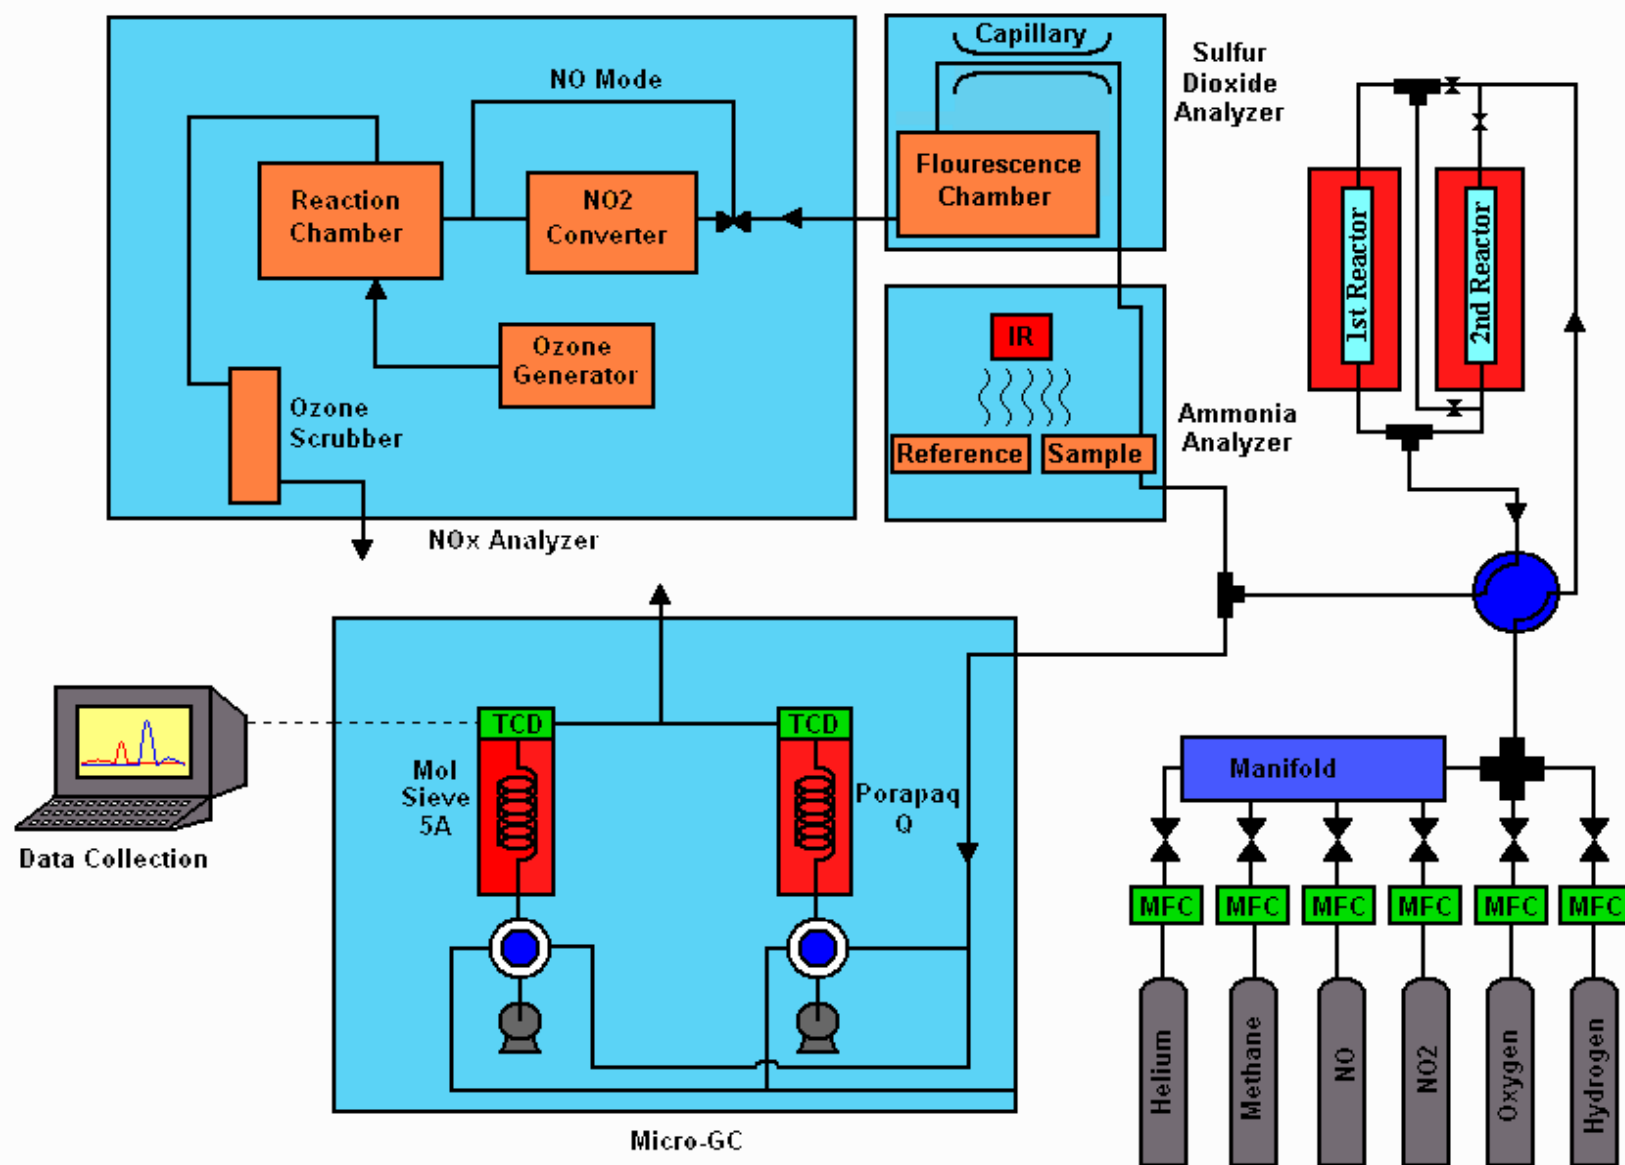 NO Mode
Reaction
Chamber
NO2
Converter
Ozone
Generator
Ozone
Scrubber
NOx Analyzer
Capillary
Flourescence
Chamber
Sulfur
Dioxide
Analyzer
IR
Reference
Sample
Ammonia
Analyzer
1st Reactor
2nd Reactor
TCD
TCD
Mol
Sieve
5A
Porapaq
Q
Data Collection
Micro-GC
Manifold
MFC
MFC
MFC
MFC
MFC
MFC
Helium
Methane
NO
NO2
Oxygen
Hydrogen